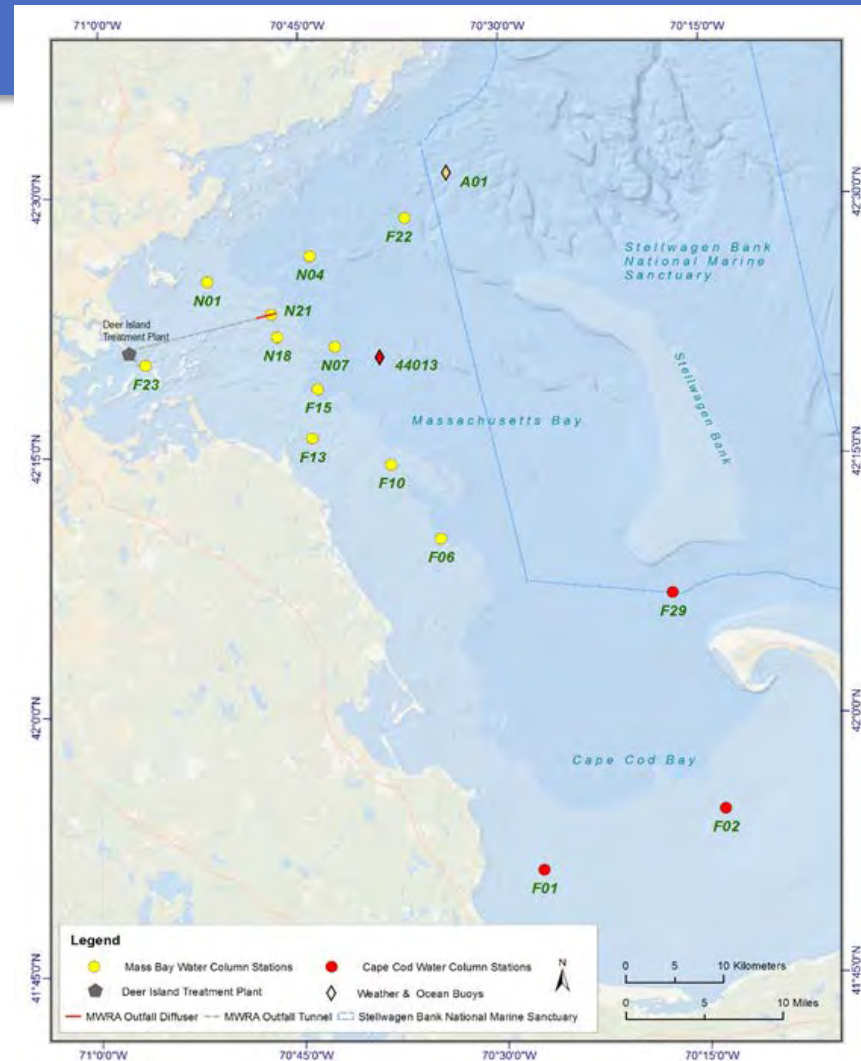 71°0'0"W 70°45'0"W 70°30'0"W 70°15'0"W
42°30'0"N
42°30'0"N
A01
F22
Stellwagen Bank
National Marine
Sanctuary
N04
N01
N21
Deer Island
Treatment Plant
N18
N07
44013
F23
Stellwagen Bank
F15
Massachusetts Bay
F13
42°15'0"N
42°15'0"N
F10
F06
F29
42°0'0"N
42°0'0"N
Cape Cod Bay
F02
F01
Legend
Mass Bay Water Column Stations
Cape Cod Water Column Stations
Deer Island Treatment Plant
Weather & Ocean Buoys
MWRA Outfall Diffuser
MWRA Outfall Tunnel
Stellwagen Bank National Marine Sanctuary
N
0 5 10 Kilometers
0 5 10 Miles
41°45'0"N
41°45'0"N
71°0'0"W 70°45'0"W 70°30'0"W 70°15'0"W